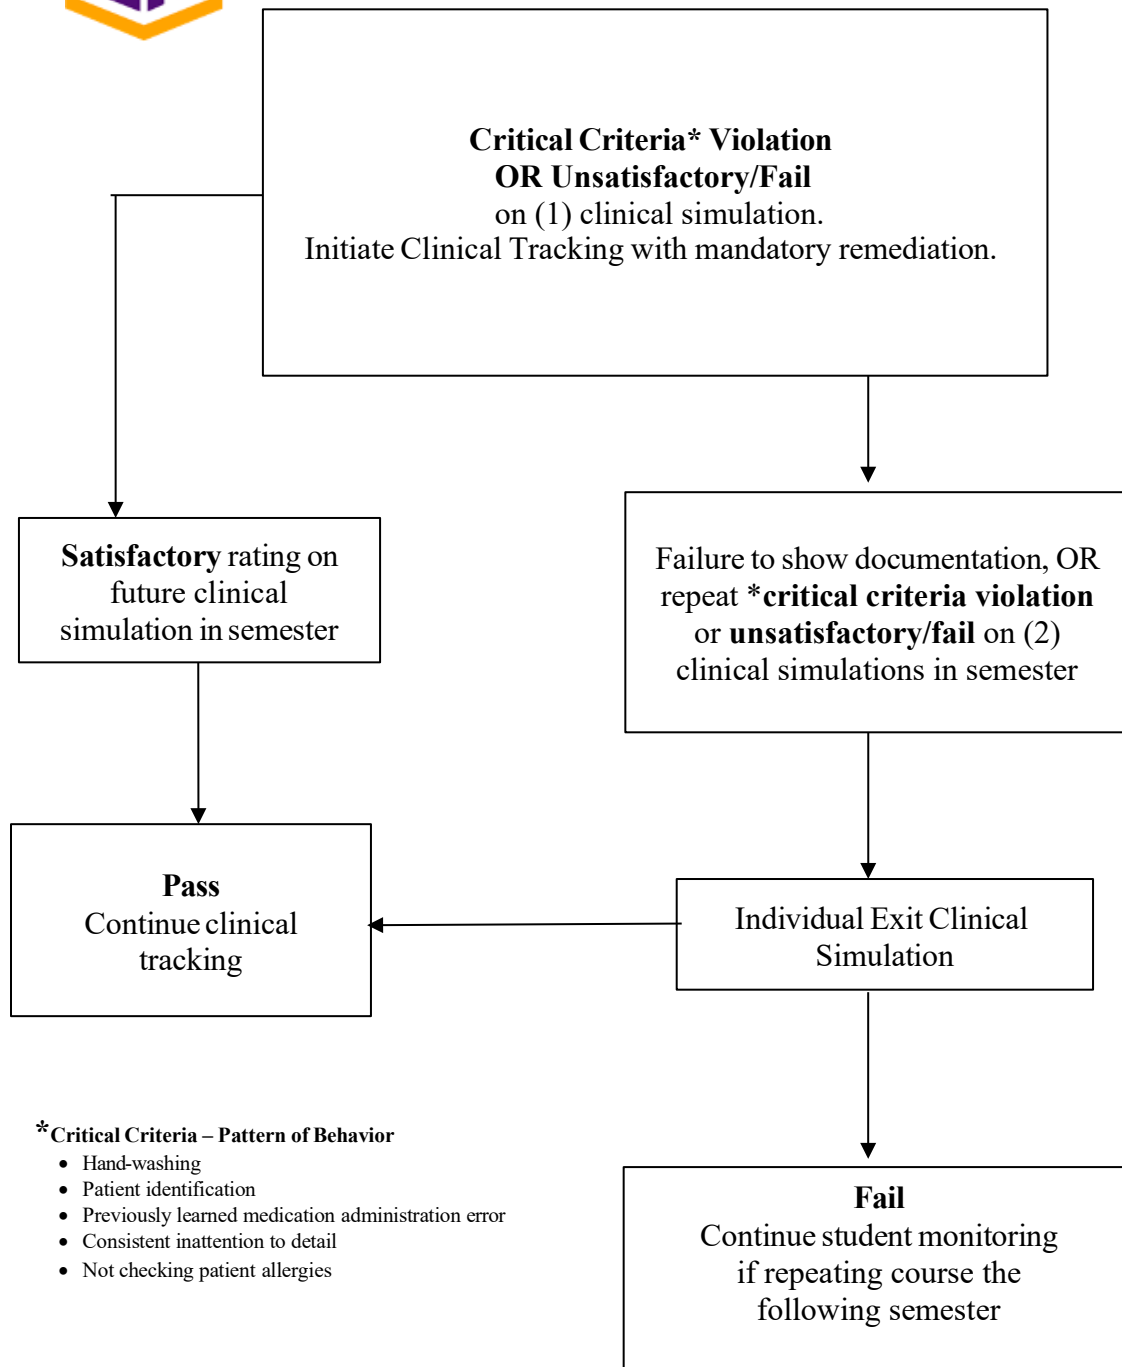 Critical Criteria* Violation
OR Unsatisfactory/Fail
on (1) clinical simulation.
Initiate Clinical Tracking with mandatory remediation.
Satisfactory rating on
future clinical
simulation in semester
Failure to show documentation, OR
repeat *critical criteria violation
or unsatisfactory/fail on (2)
clinical simulations in semester
Pass
Continue clinical
tracking
Individual Exit Clinical
Simulation
*Critical Criteria – Pattern of Behavior
• Hand-washing
• Patient identification
• Previously learned medication administration error
• Consistent inattention to detail
• Not checking patient allergies
Fail
Continue student monitoring
if repeating course the
following semester